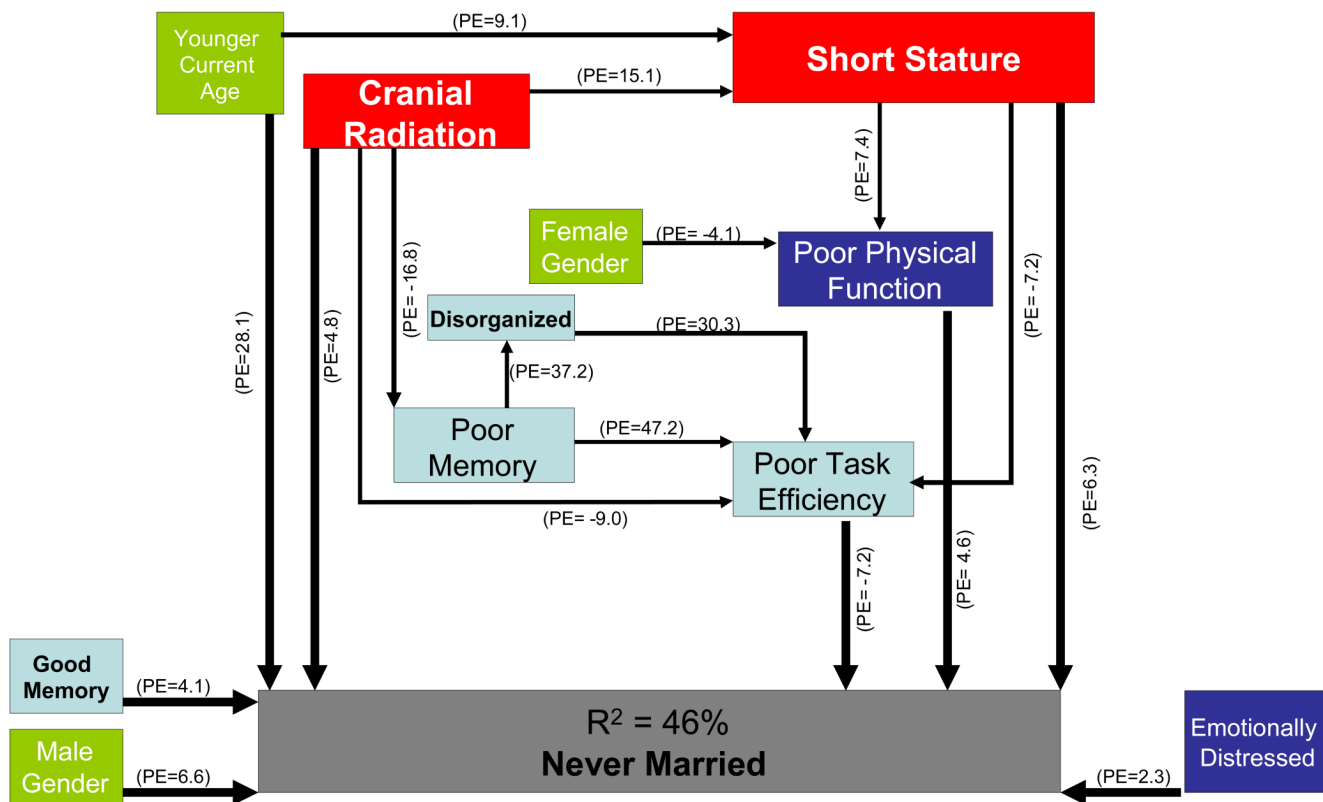 (PE=9.1)
Younger
Current
Age
Short Stature
(PE=15.1)
Cranial
Radiation
(PE=7.4)
Female
Gender
(PE= -4.1)
Poor Physical
Function
(PE= -16.8)
(PE= -7.2)
Disorganized
(PE=30.3)
(PE=28.1)
(PE=4.8)
(PE=37.2)
Poor
Memory
(PE=47.2)
Poor Task
Efficiency
(PE= -9.0)
(PE=6.3)
(PE= 4.6)
(PE= -7.2)
Good
Memory
(PE=4.1)
Male
Gender
(PE=6.6)
R² = 46%
Never Married
(PE=2.3)
Emotionally
Distressed